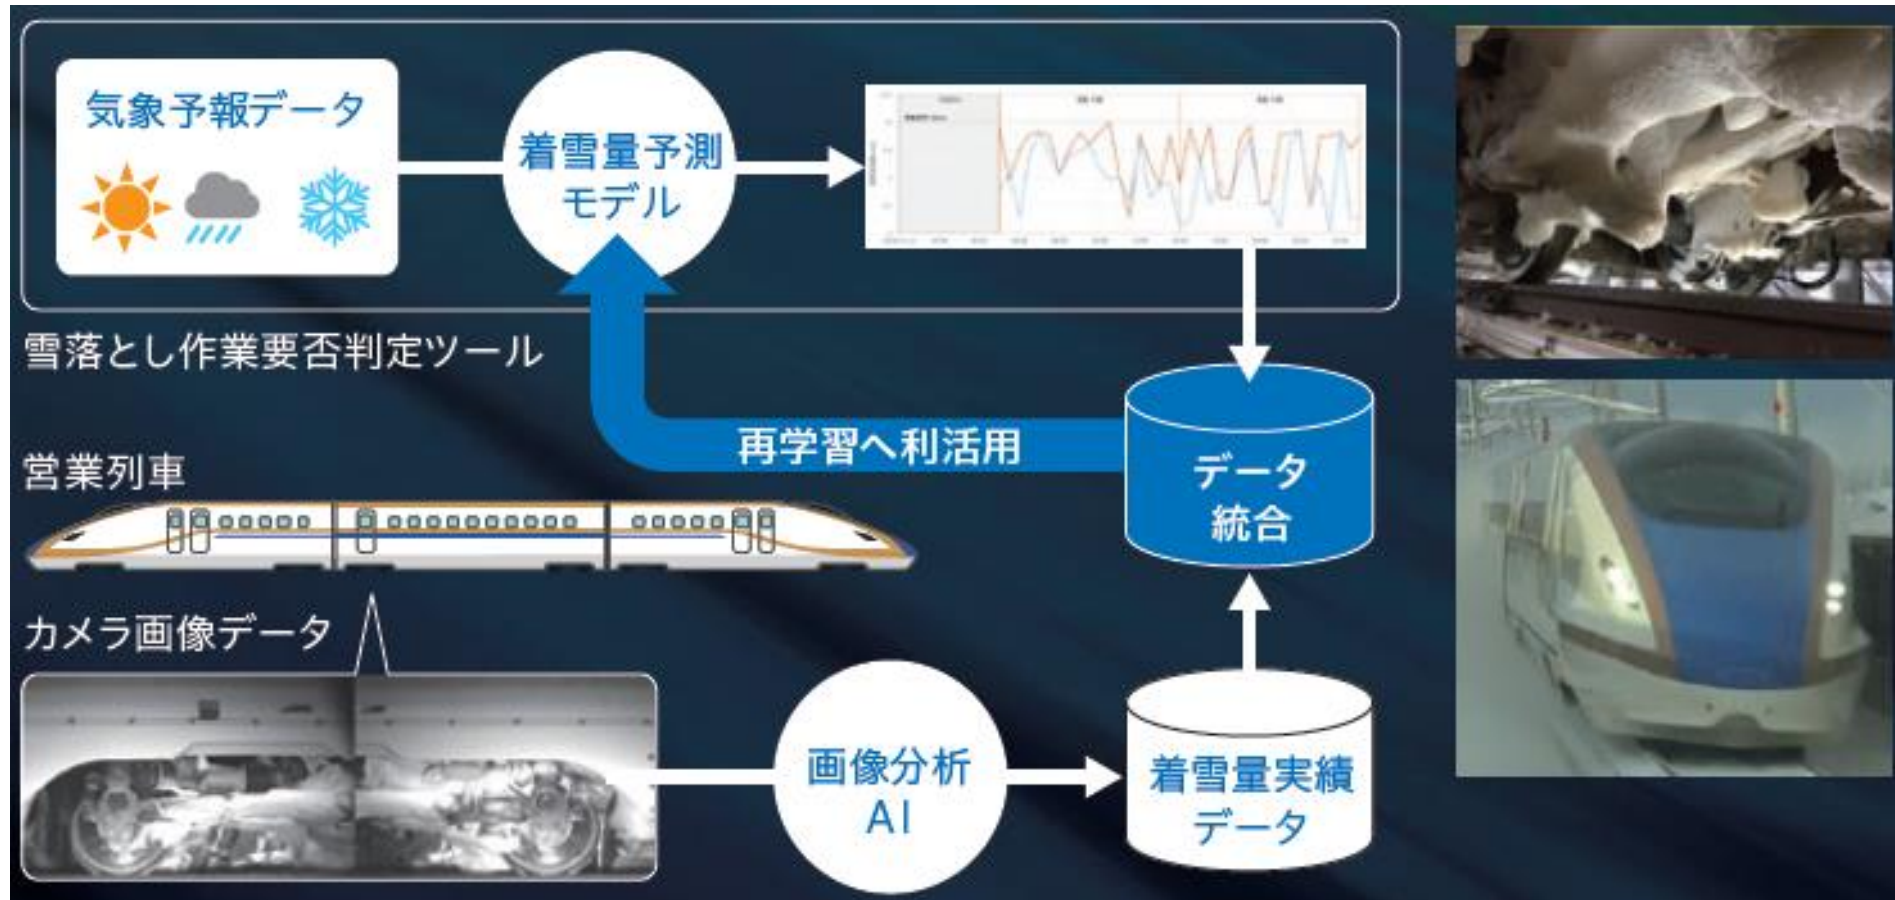 気象予報データ
着雪量予測
モデル
雪落とし作業要否判定ツール
再学習へ利活用
データ
統合
営業列車
カメラ画像データ
画像分析
AI
着雪量実績
データ